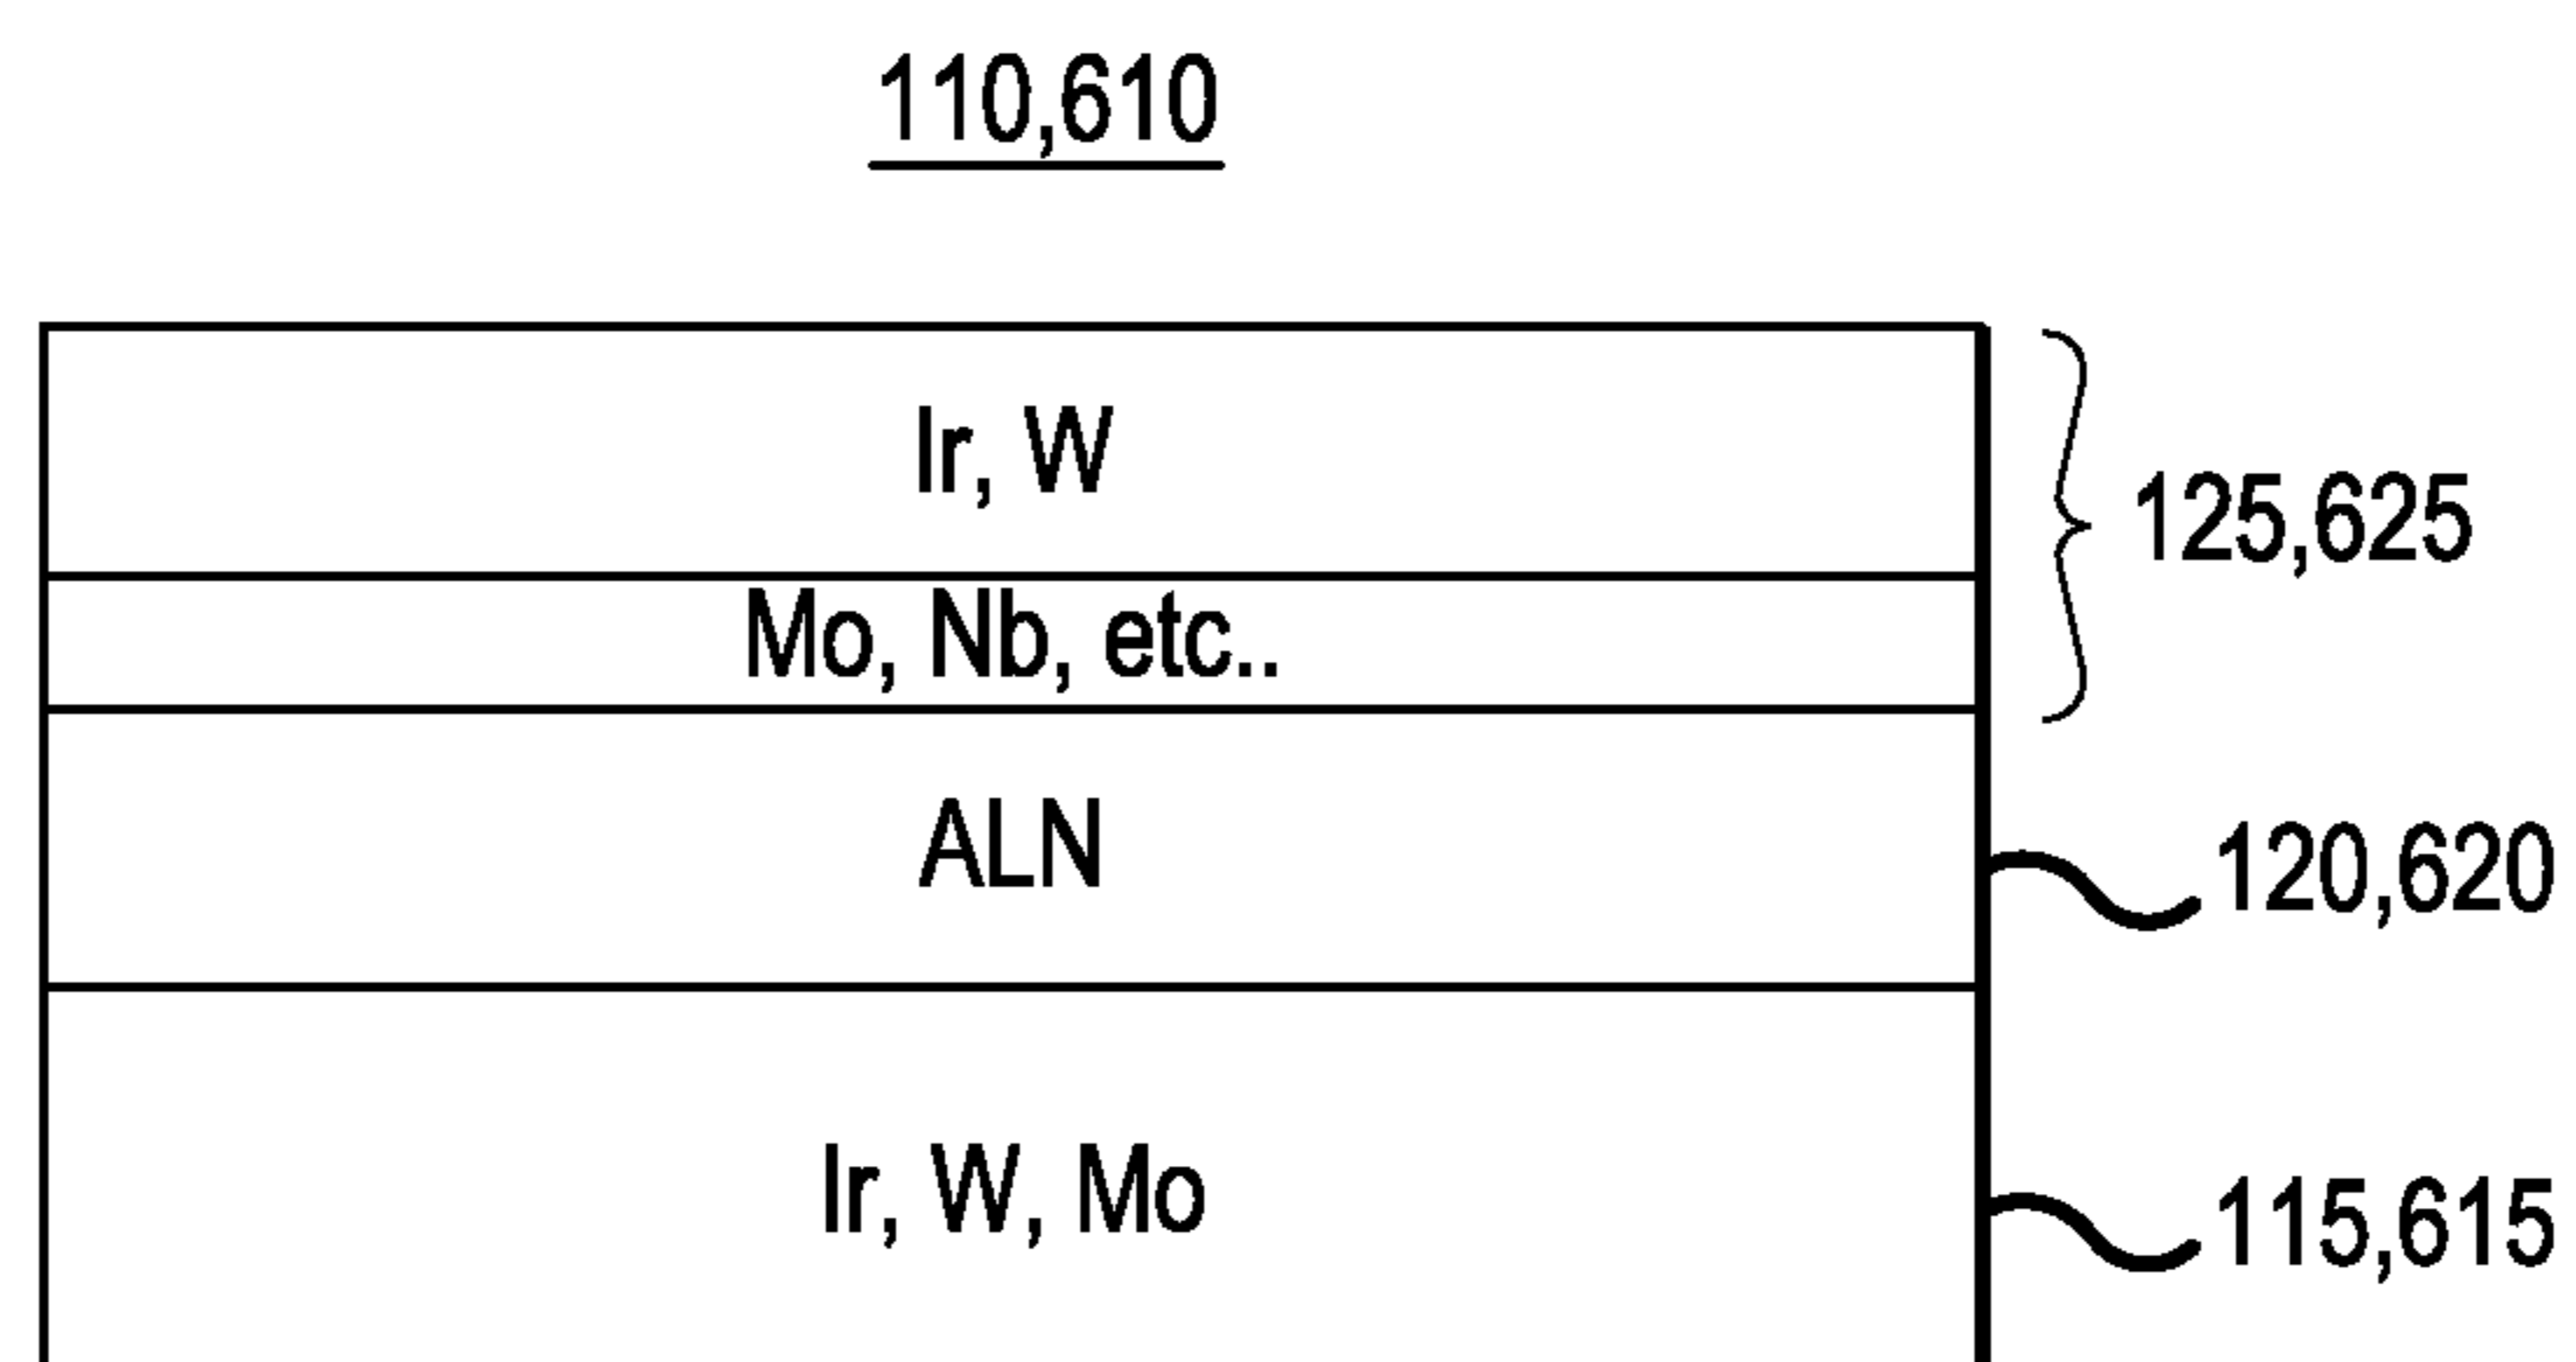 110,610
Ir, W
125,625
Mo, Nb, etc..
ALN
120,620
Ir, W, Mo
115,615